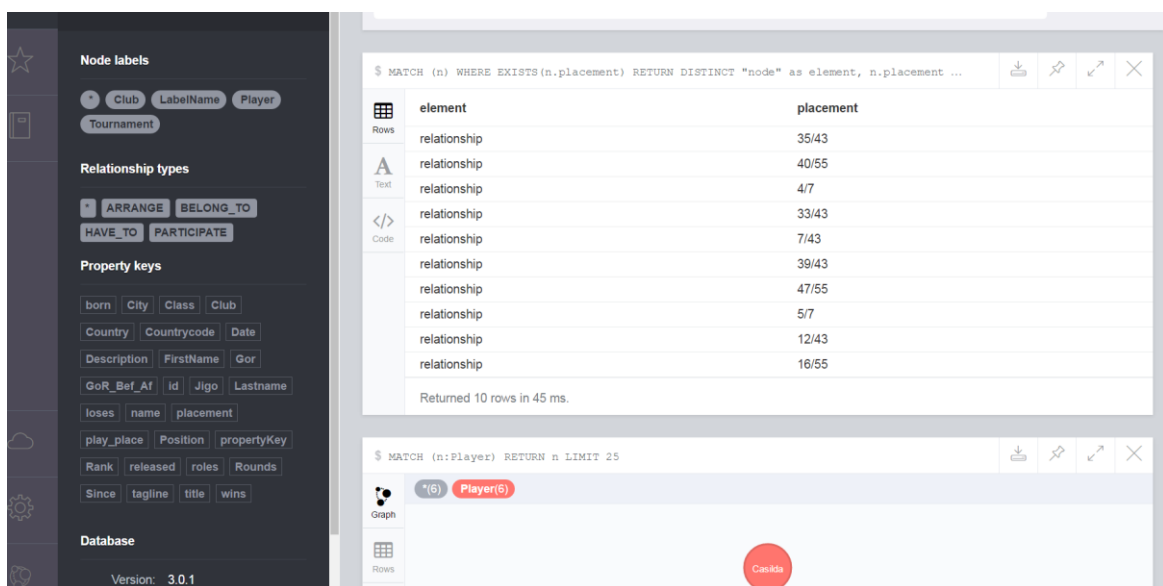 Node labels
* Club LabelName Player
Tournament
Relationship types
* ARRANGE BELONG_TO
HAVE_TO PARTICIPATE
Property keys
born City Class Club
Country Countrycode Date
Description FirstName Gor
GoR_Bef_Af id Jigo Lastname
loses name placement
play_place Position propertyKey
Rank released roles Rounds
Since tagline title wins
Database
Version: 3.0.1
$ MATCH (n) WHERE EXISTS(n.placement) RETURN DISTINCT "node" as element, n.placement ...
Rows
Text
Code
element placement
relationship 35/43
relationship 40/55
relationship 4/7
relationship 33/43
relationship 7/43
relationship 39/43
relationship 47/55
relationship 5/7
relationship 12/43
relationship 16/55
Returned 10 rows in 45 ms.
$ MATCH (n:Player) RETURN n LIMIT 25
Graph
Rows
*(6) Player(6)
Casilda